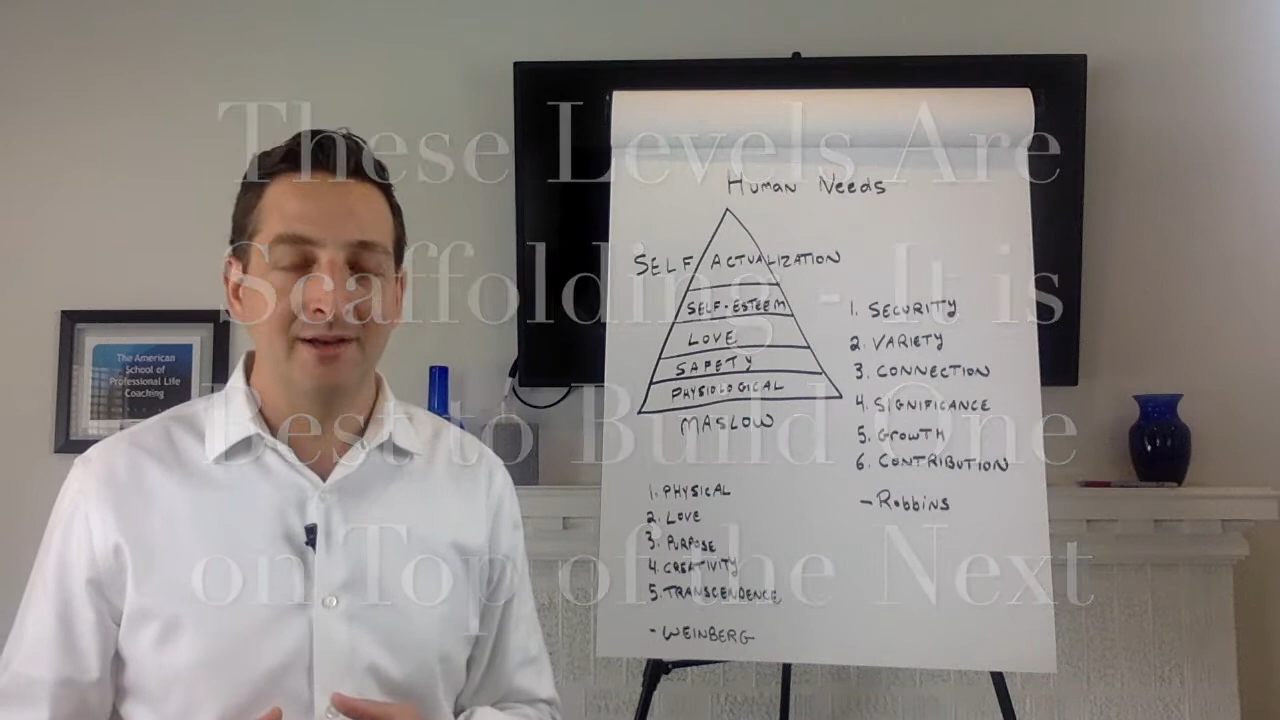 These Levels Are
Scaffolding - It is
Best to Build One
on Top of the Next
The American
School of
Professional Life
Coaching
Human Needs
SELF ACTUALIZATION
SELF-ESTEEM
LOVE
SAFETY
PHYSIOLOGICAL
MASLOW
1. SECURITY
2. VARIETY
3. CONNECTION
4. SIGNIFICANCE
5. GROWTH
6. CONTRIBUTION
- Robbins
1. PHYSICAL
2. LOVE
3. PURPOSE
4. CREATIVITY
5. TRANSCENDENCE
- WEINBERG